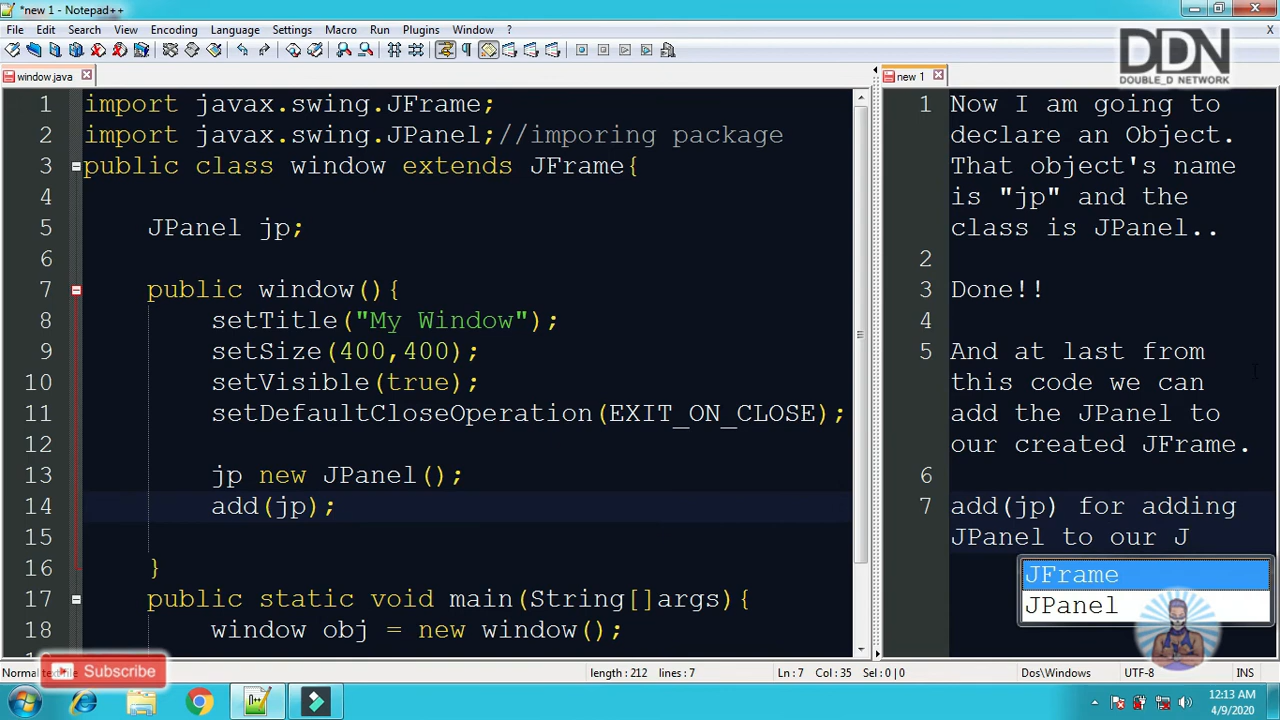 *new 1 - Notepad++
File Edit Search View Encoding Language Settings Macro Run Plugins Window ? X
DDN
DOUBLE_D NETWORK
window.java
new 1
1 import javax.swing.JFrame;
2 import javax.swing.JPanel;//imporing package
3 public class window extends JFrame{
4
5 JPanel jp;
6
7 public window(){
8 setTitle("My Window");
9 setSize(400,400);
10 setVisible(true);
11 setDefaultCloseOperation(EXIT_ON_CLOSE);
12
13 jp new JPanel();
14 add(jp);
15
16 }
17 public static void main(String[]args){
18 window obj = new window();
1 Now I am going to
declare an Object.
That object's name
is "jp" and the
class is JPanel..
2
3 Done!!
4
5 And at last from
this code we can
add the JPanel to
our created JFrame.
6
7 add(jp) for adding
JPanel to our J
JFrame
JPanel
Subscribe
length : 212 lines : 7 Ln : 7 Col : 35 Sel : 0 | 0 Dos\Windows UTF-8 INS
12:13 AM
4/9/2020